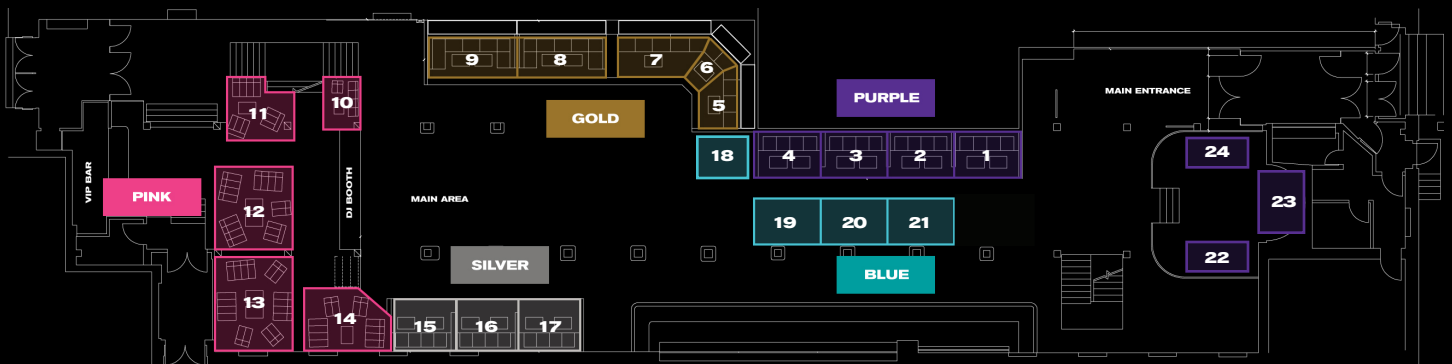 9
8
7
6
5
10
11
GOLD
PURPLE
MAIN ENTRANCE
18
4
3
2
1
24
VIP BAR
PINK
DJ BOOTH
MAIN AREA
12
23
19
20
21
SILVER
BLUE
22
13
14
15
16
17